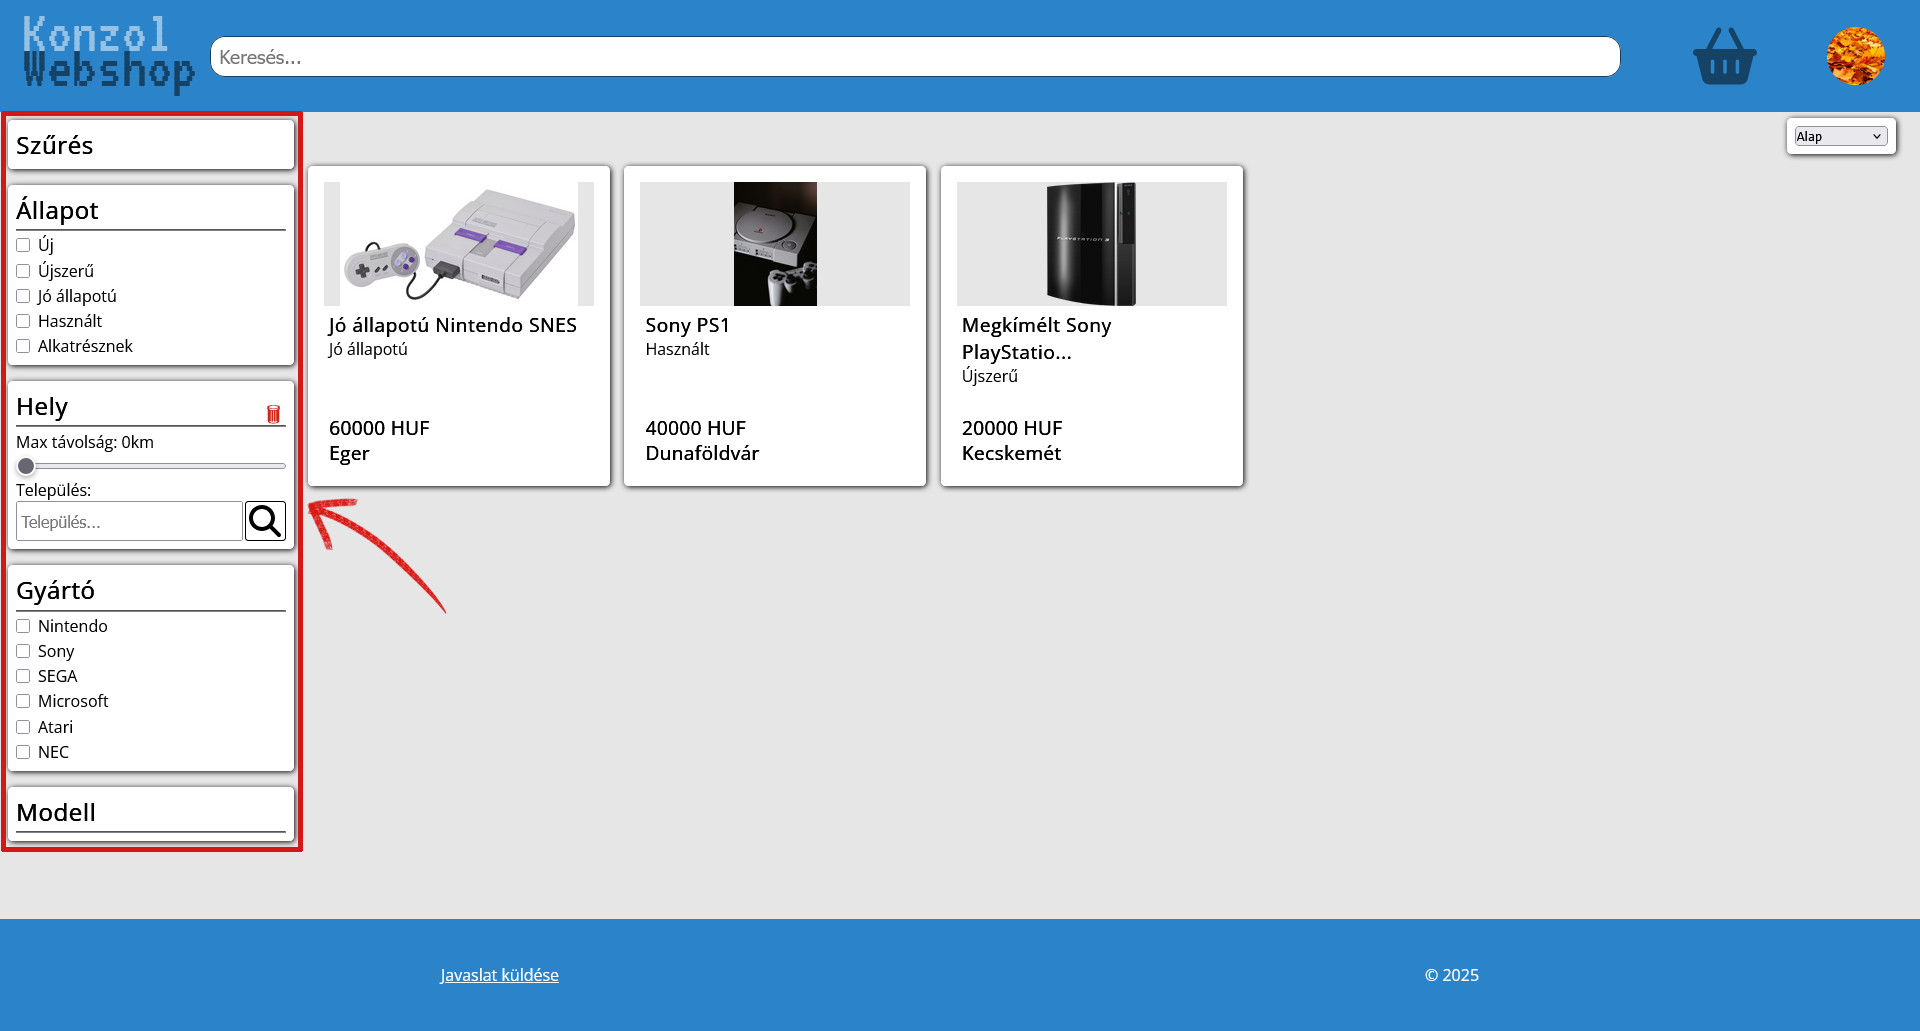 Konzol
Webshop
Keresés...
Szűrés
Állapot
Új
Újszerű
Jó állapotú
Használt
Alkatrésznek
Hely
Max távolság: 0km
Település:
Település...
Gyártó
Nintendo
Sony
SEGA
Microsoft
Atari
NEC
Modell
Alap
Jó állapotú Nintendo SNES
Jó állapotú
60000 HUF
Eger
Sony PS1
Használt
40000 HUF
Dunaföldvár
PLAYSTATION 3
Megkímélt Sony
PlayStatio...
Újszerű
20000 HUF
Kecskemét
Javaslat küldése
© 2025